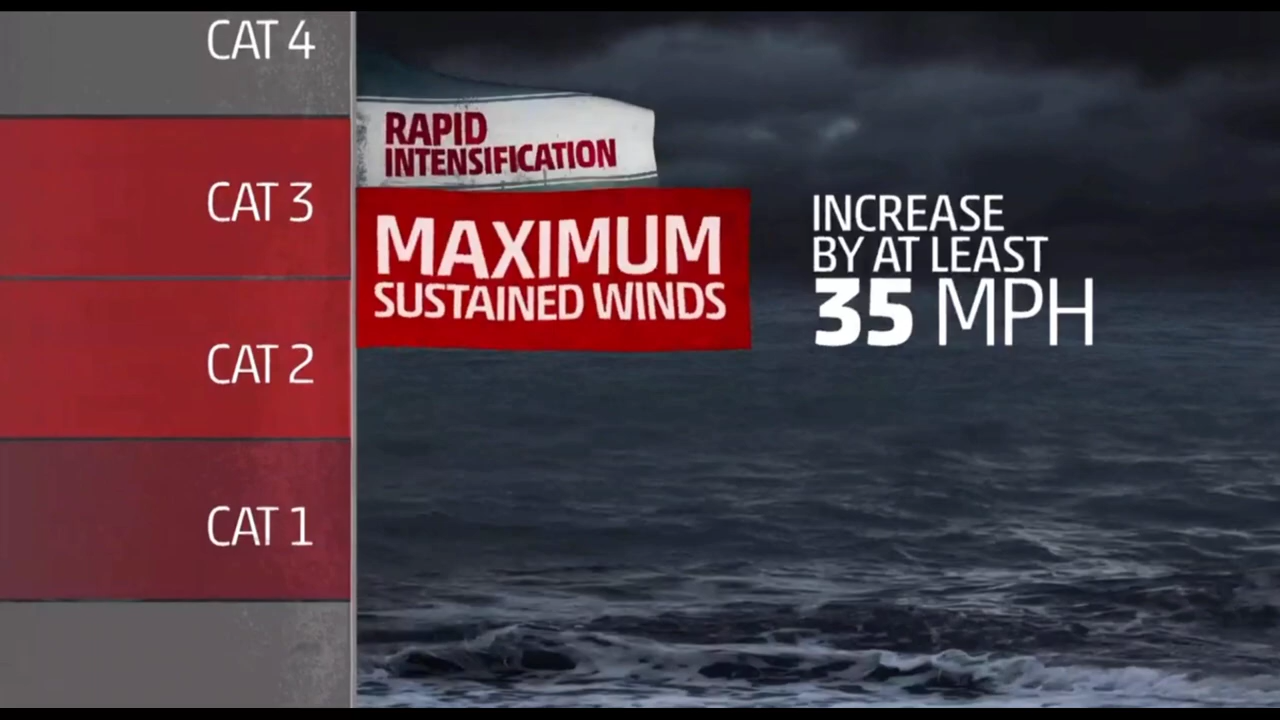 CAT 4
CAT 3
CAT 2
CAT 1
RAPID
INTENSIFICATION
MAXIMUM
SUSTAINED WINDS
INCREASE
BY AT LEAST
35 MPH